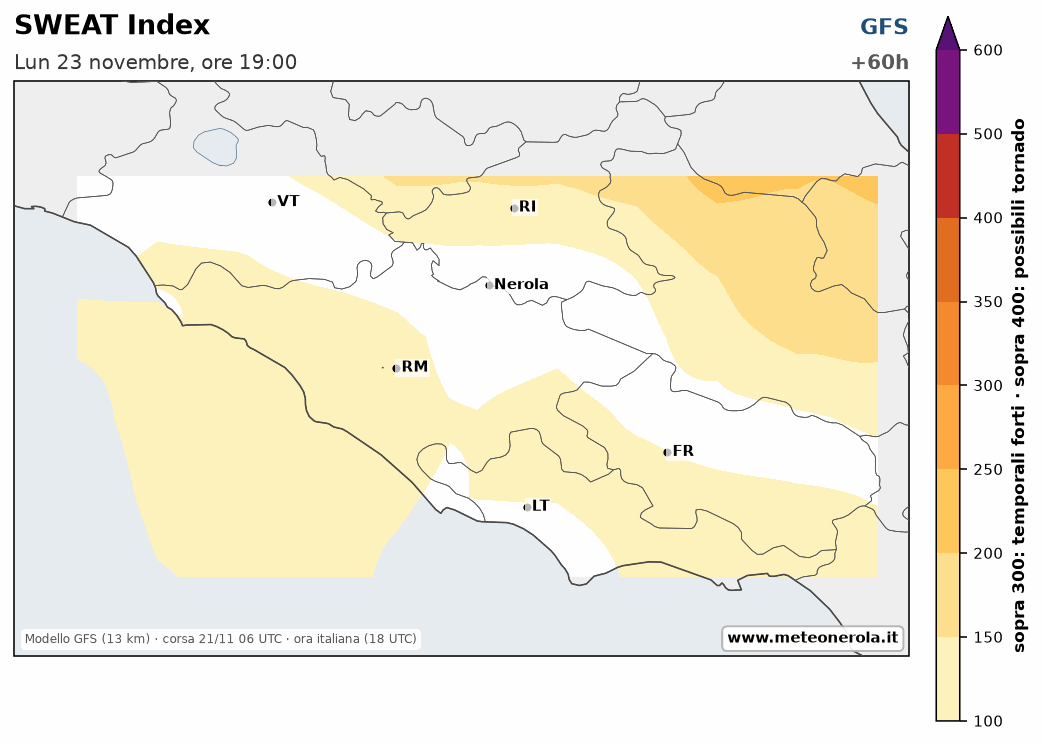 SWEAT Index
GFS
Lun 23 novembre, ore 19:00
+60h
VT
RI
Nerola
RM
FR
LT
Modello GFS (13 km) · corsa 21/11 06 UTC · ora italiana (18 UTC)
www.meteonerola.it
600
500
400
350
300
250
200
150
100
sopra 300: temporali forti · sopra 400: possibili tornado